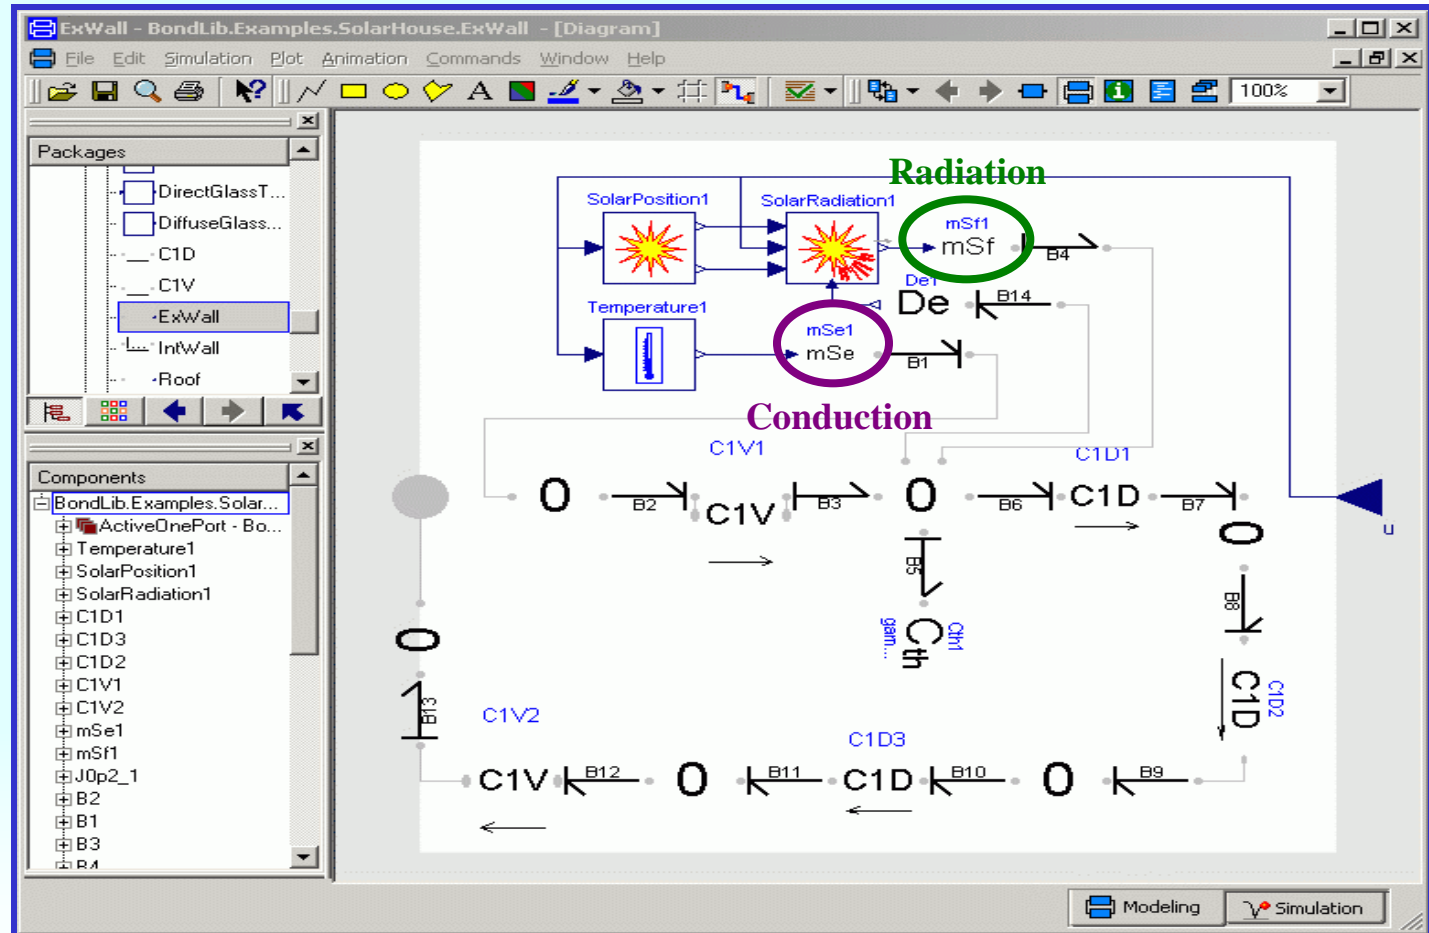 ExWall - BondLib.Examples.SolarHouse.ExWall - [Diagram]
File Edit Simulation Plot Animation Commands Window Help
A 100%
Packages
DirectGlassT...
DiffuseGlass...
C1D
C1V
ExWall
IntWall
Roof
Components
BondLib.Examples.Solar...
ActiveOnePort - Bo...
Temperature1
SolarPosition1
SolarRadiation1
C1D1
C1D3
C1D2
C1V1
C1V2
mSe1
mSf1
J0p2_1
B2
B1
B3
B4
Radiation
SolarPosition1 SolarRadiation1 mSf1
mSf B4
De1
De B14
Temperature1 mSe1
mSe B1
Conduction
C1V1 C1D1
0 B2 C1V B3 0 B6 C1D B7
0
u
B5
B8
Cth
Cth1
gam...
0
C1D
C1D2
B13
C1V2 C1D3
C1V B12 0 B11 C1D B10 0 B9
Modeling Simulation